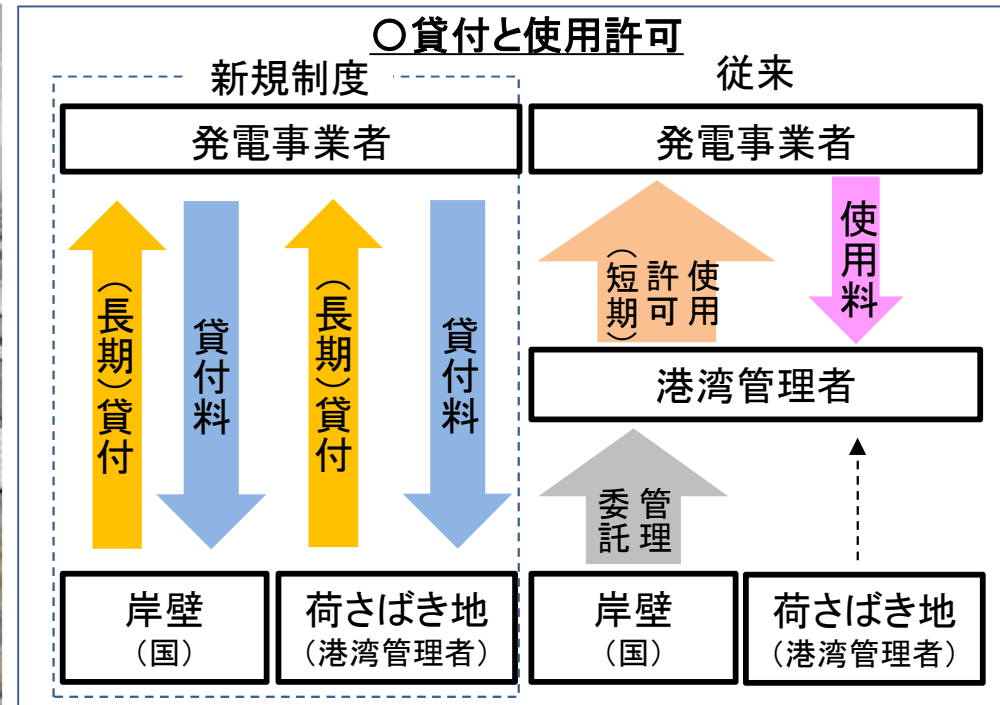 〇貸付と使用許可
新規制度
発電事業者
(長期)貸付
貸付料
(長期)貸付
貸付料
岸壁
(国)
荷さばき地
(港湾管理者)
従来
発電事業者
使用
許可
(短期)
使用料
港湾管理者
管理
委託
岸壁
(国)
荷さばき地
(港湾管理者)